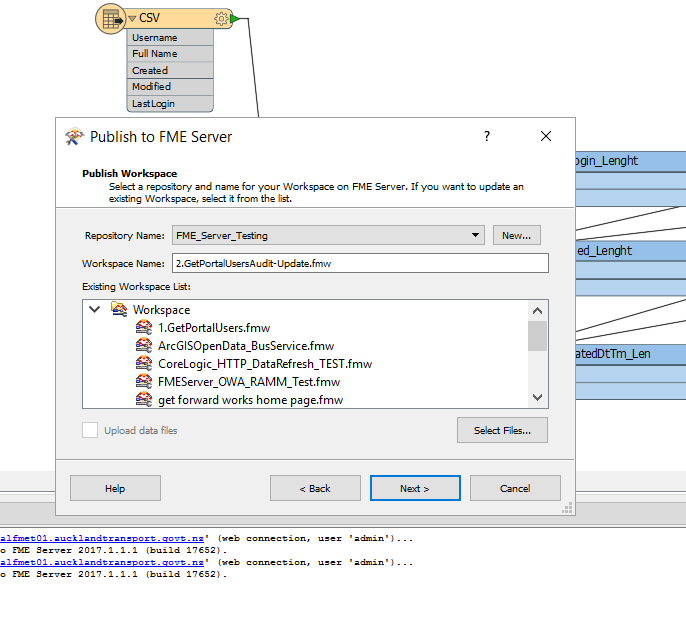 CSV
Username
Full Name
Created
Modified
LastLogin
Publish to FME Server
?
Publish Workspace
Select a repository and name for your Workspace on FME Server. If you want to update an
existing Workspace, select it from the list.
ogin_Lenght
Repository Name: FME_Server_Testing New...
ed_Lenght
Workspace Name: 2.GetPortalUsersAudit-Update.fmw
Existing Workspace List:
Workspace
1.GetPortalUsers.fmw
ArcGISOpenData_BusService.fmw
atedDtTm_Len
CoreLogic_HTTP_DataRefresh_TEST.fmw
FMEServer_OWA_RAMM_Test.fmw
get forward works home page.fmw
Upload data files Select Files...
Help < Back Next > Cancel
alfmet01.aucklandtransport.govt.nz' (web connection, user 'admin')...
o FME Server 2017.1.1.1 (build 17652).
alfmet01.aucklandtransport.govt.nz' (web connection, user 'admin')...
o FME Server 2017.1.1.1 (build 17652).